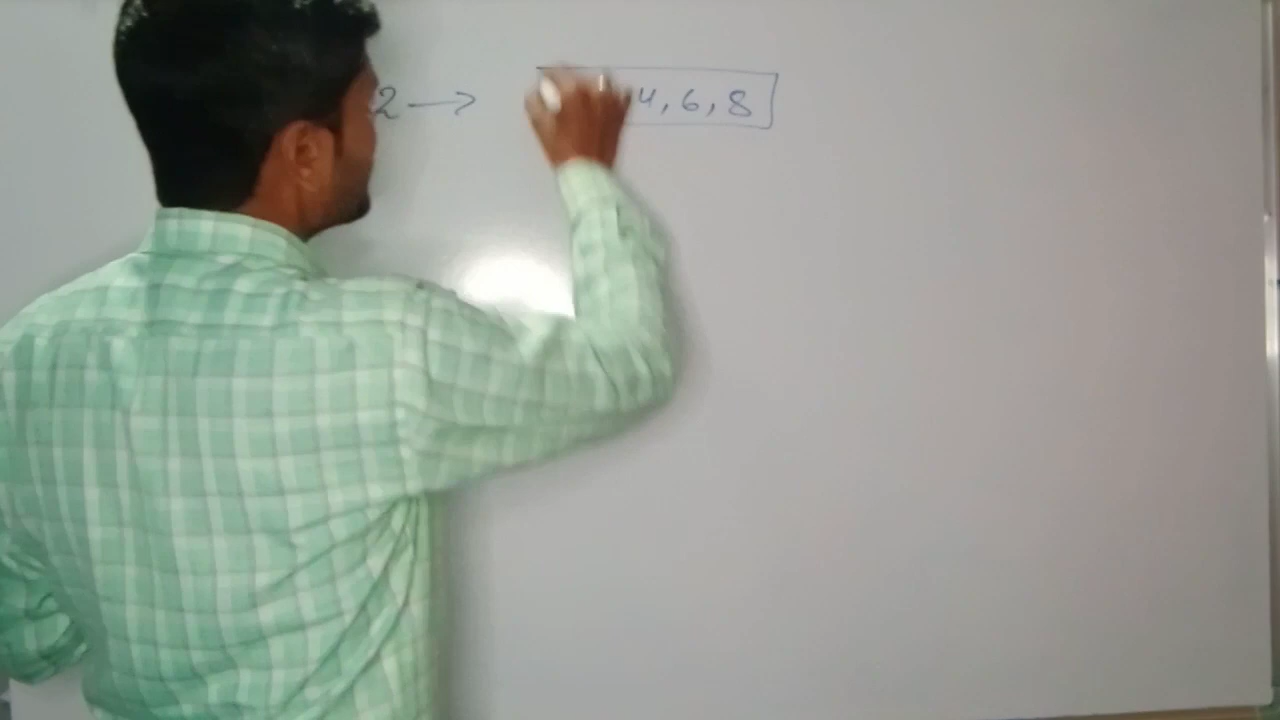 2 → 4, 6, 8